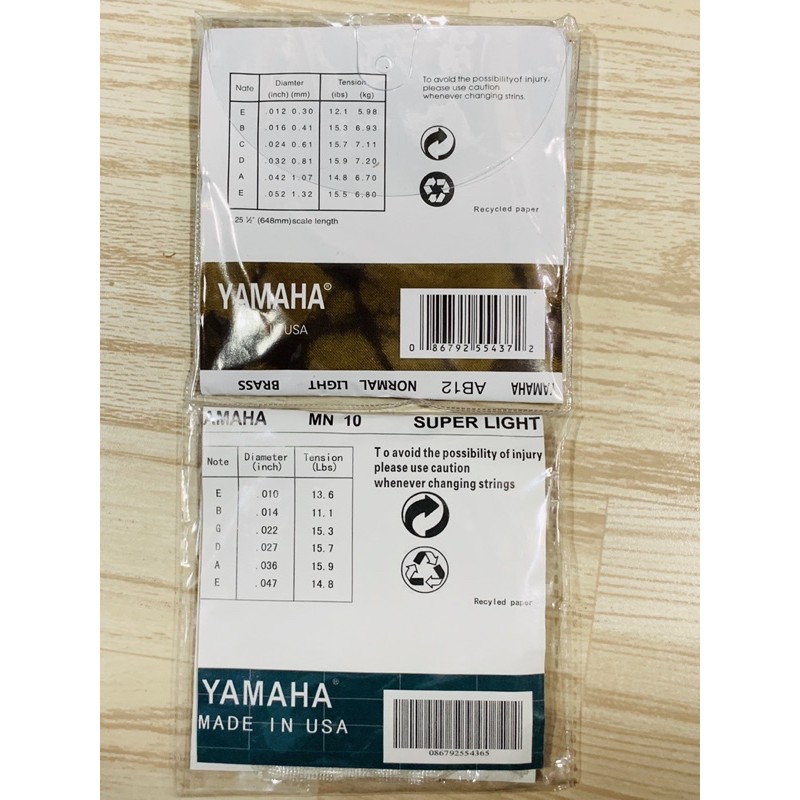 Nate Diamter (inch) (mm) Tension (ibs) (kg)
E .012 0.30 12.1 5.98
B .016 0.41 15.3 6.93
C .024 0.61 15.7 7.11
D .032 0.81 15.9 7.20
A .042 1.07 14.8 6.70
E .052 1.32 15.5 6.80
25 ½" (648mm)scale length
To avoid the possibilityof injury,
please use caution
whenever changing strins.
Recycled paper
YAMAHA®
IN USA
0 86792 55437 2
YAMAHA AB12 NORMAL LIGHT BRASS
AMAHA MN 10 SUPER LIGHT
Note Diameter (inch) Tension (Lbs)
E .010 13.6
B .014 11.1
G .022 15.3
D .027 15.7
A .036 15.9
E .047 14.8
To avoid the possibility of injury
please use caution
whenever changing strings
Recyled paper
YAMAHA®
MADE IN USA
086792554365